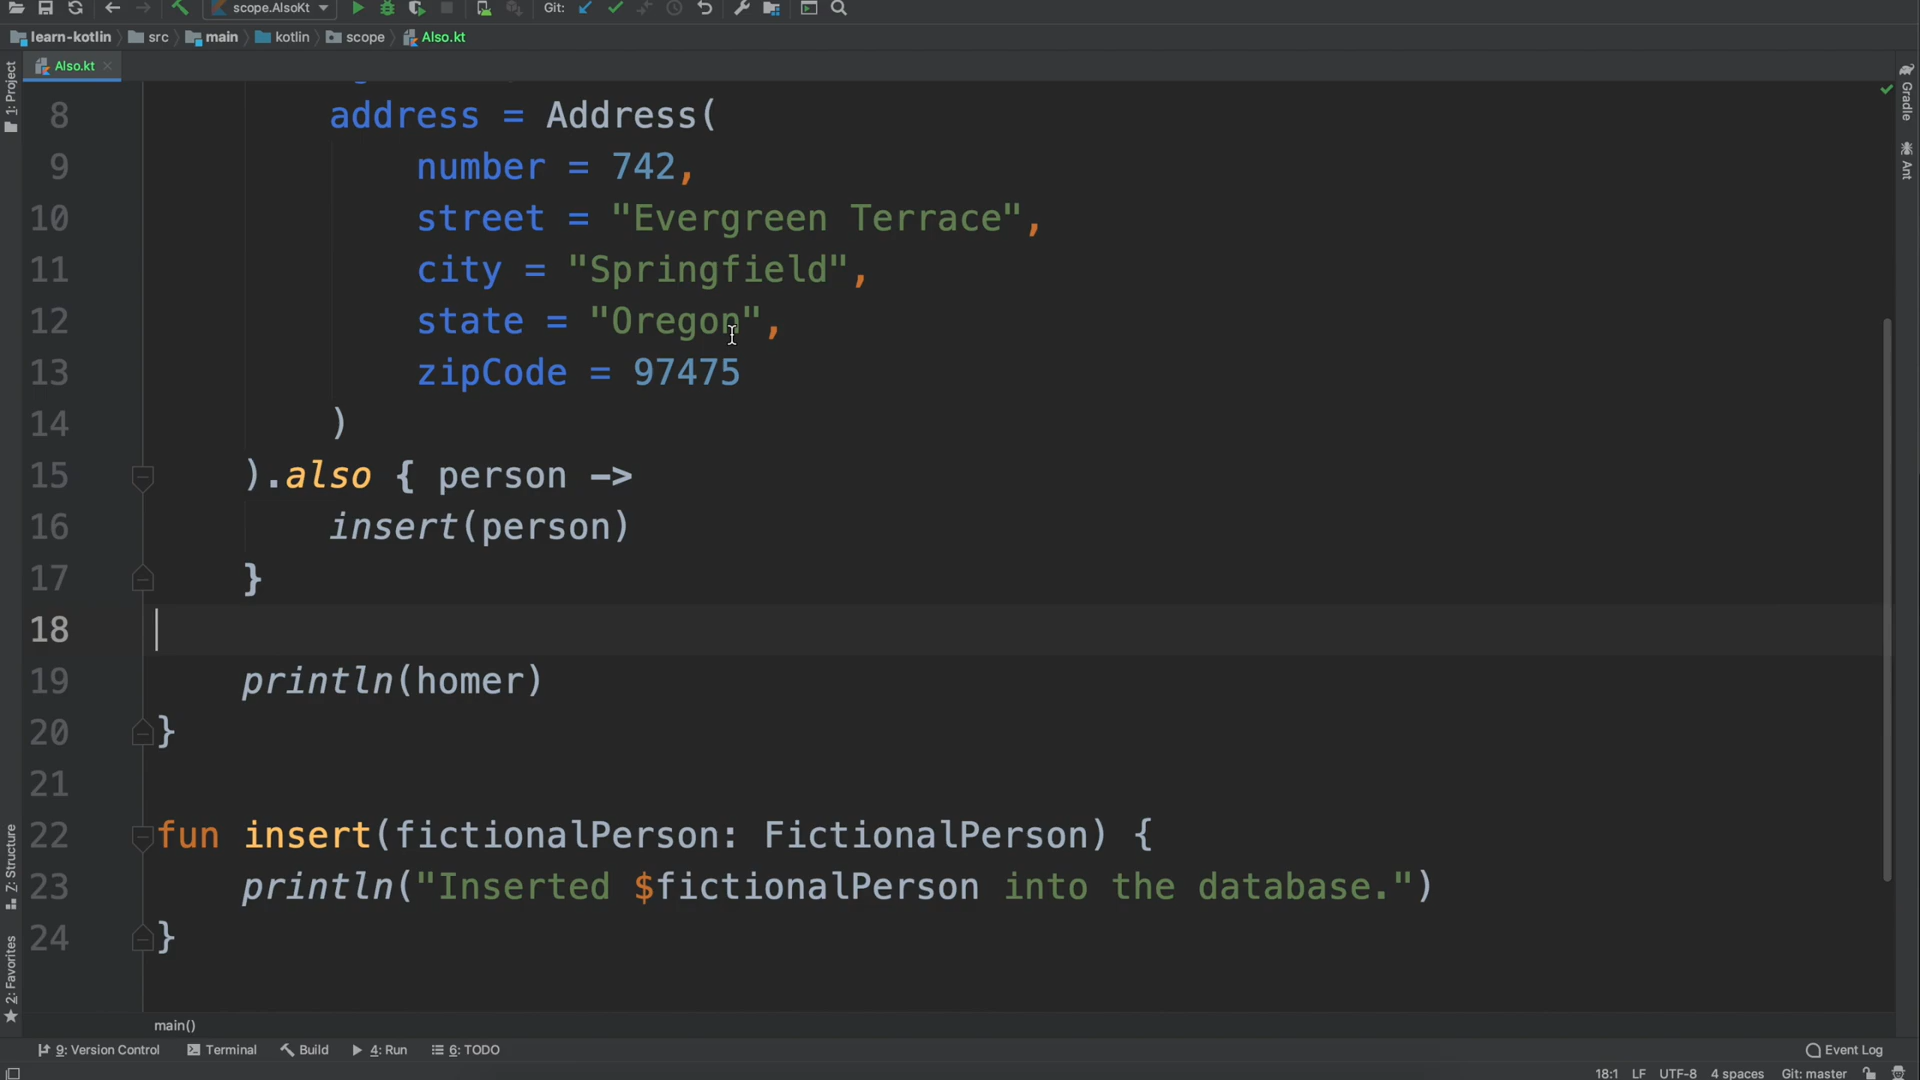 scope.AlsoKt
Git:
learn-kotlin
src
main
kotlin
scope
Also.kt
Also.kt
1: Project
Gradle
Ant
8 address = Address(
9 number = 742,
10 street = "Evergreen Terrace",
11 city = "Springfield",
12 state = "Oregon",
13 zipCode = 97475
14 )
15 ).also { person ->
16 insert(person)
17 }
18
19 println(homer)
20 }
21
22 fun insert(fictionalPerson: FictionalPerson) {
23 println("Inserted $fictionalPerson into the database.")
24 }
Z: Structure
2: Favorites
main()
9: Version Control
Terminal
Build
4: Run
6: TODO
Event Log
18:1 LF UTF-8 4 spaces Git: master